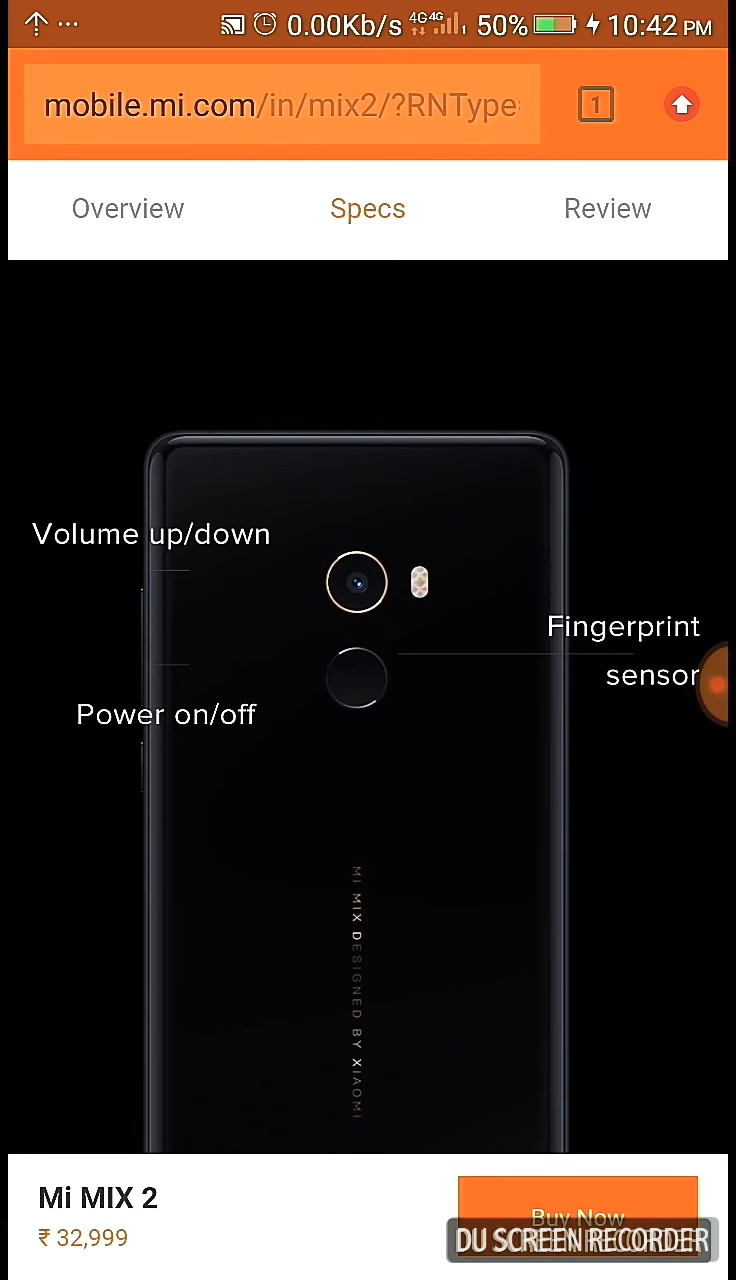 0.00Kb/s 4G 4G 1 50% 10:42 PM
mobile.mi.com/in/mix2/?RNType
1
Overview Specs Review
Volume up/down
Fingerprint
sensor
Power on/off
MI MIX DESIGNED BY XIAOMI
Mi MIX 2
₹ 32,999
Buy Now
DU SCREEN RECORDER